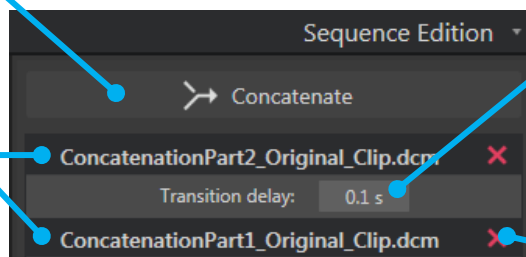 Sequence Edition
Concatenate
ConcatenationPart2_Original_Clip.dcm
Transition delay: 0.1 s
ConcatenationPart1_Original_Clip.dcm